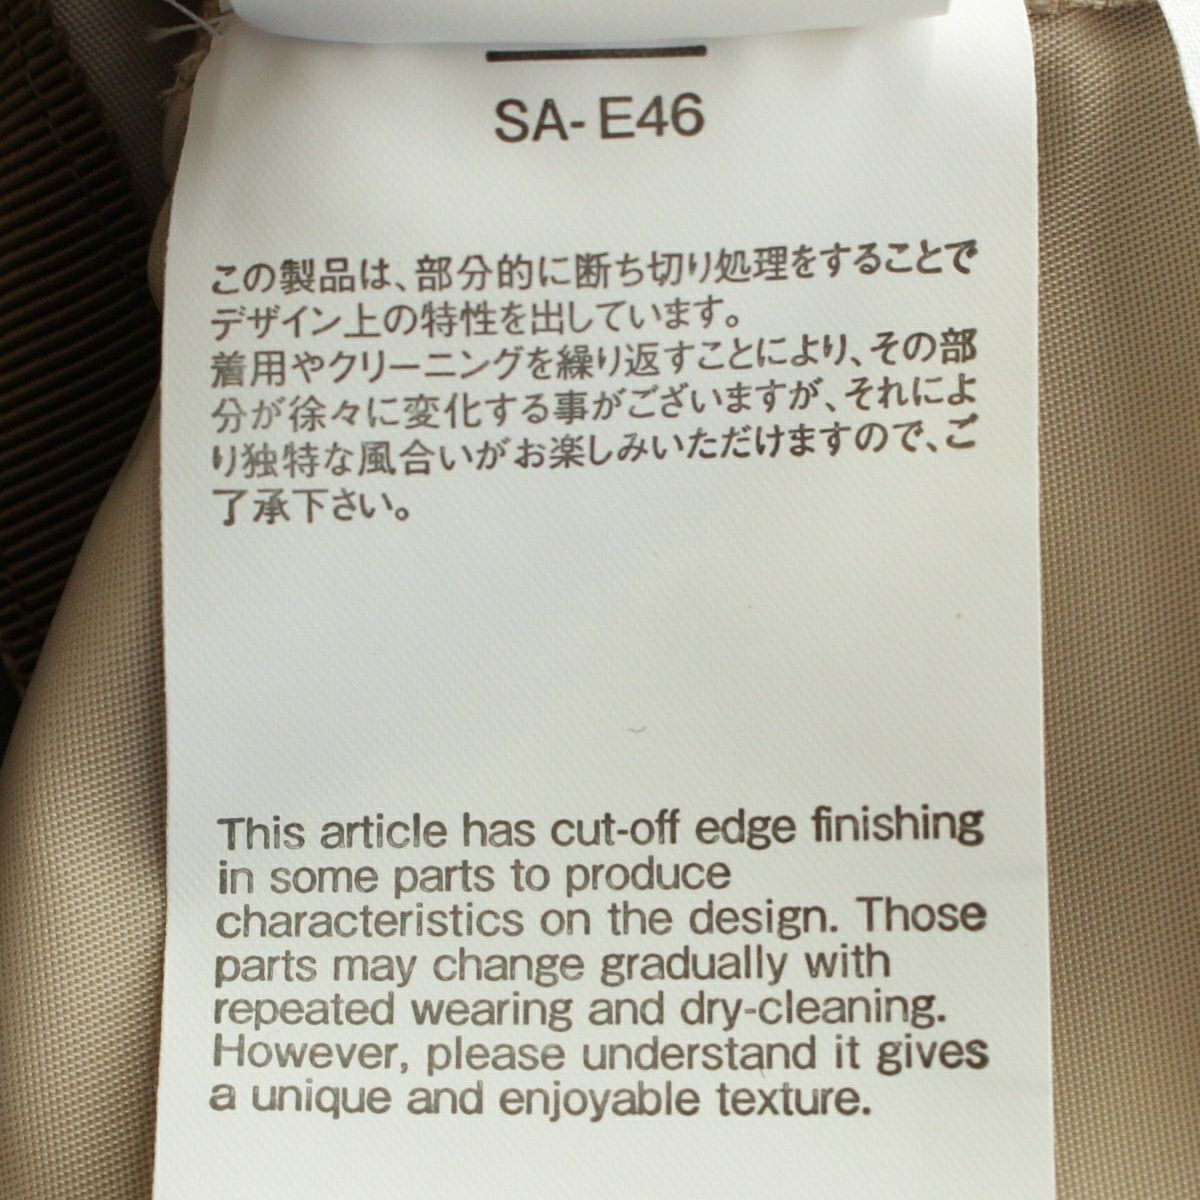 SA- E46
この製品は、部分的に断ち切り処理をすることで
デザイン上の特性を出しています。
着用やクリーニングを繰り返すことにより、その部
分が徐々に変化する事がございますが、それによ
り独特な風合いがお楽しみいただけますので、ご
了承下さい。
This article has cut-off edge finishing
in some parts to produce
characteristics on the design. Those
parts may change gradually with
repeated wearing and dry-cleaning.
However, please understand it gives
a unique and enjoyable texture.